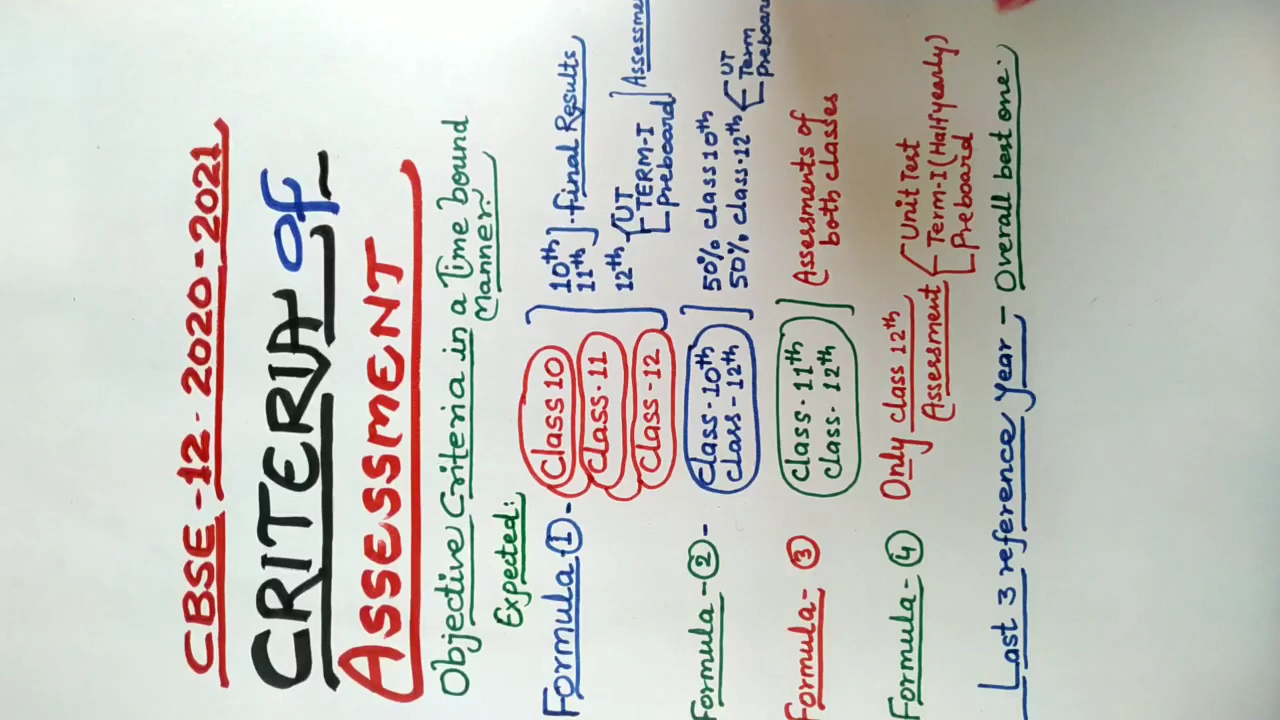 CBSE-12-2020-2021
CRITERIA OF
ASSESSMENT
Objective Criteria in a Time bound
Manner.
Expected:
Formula-① - Class 10 10th
Class-11 11th ].final Results
Class-12 12th UT
TERM-I
Preboard
Formula-②- Class-10th 50% class 10th
class-12th 50% class.12th UT
Term
Formula- ③ Class. 11th Assessments of
class. 12th both classes
Formula-④ Only class 12th Unit Test
Assessment Term-I (Halfyearly)
Preboard
Last 3 reference year - Overall best one.